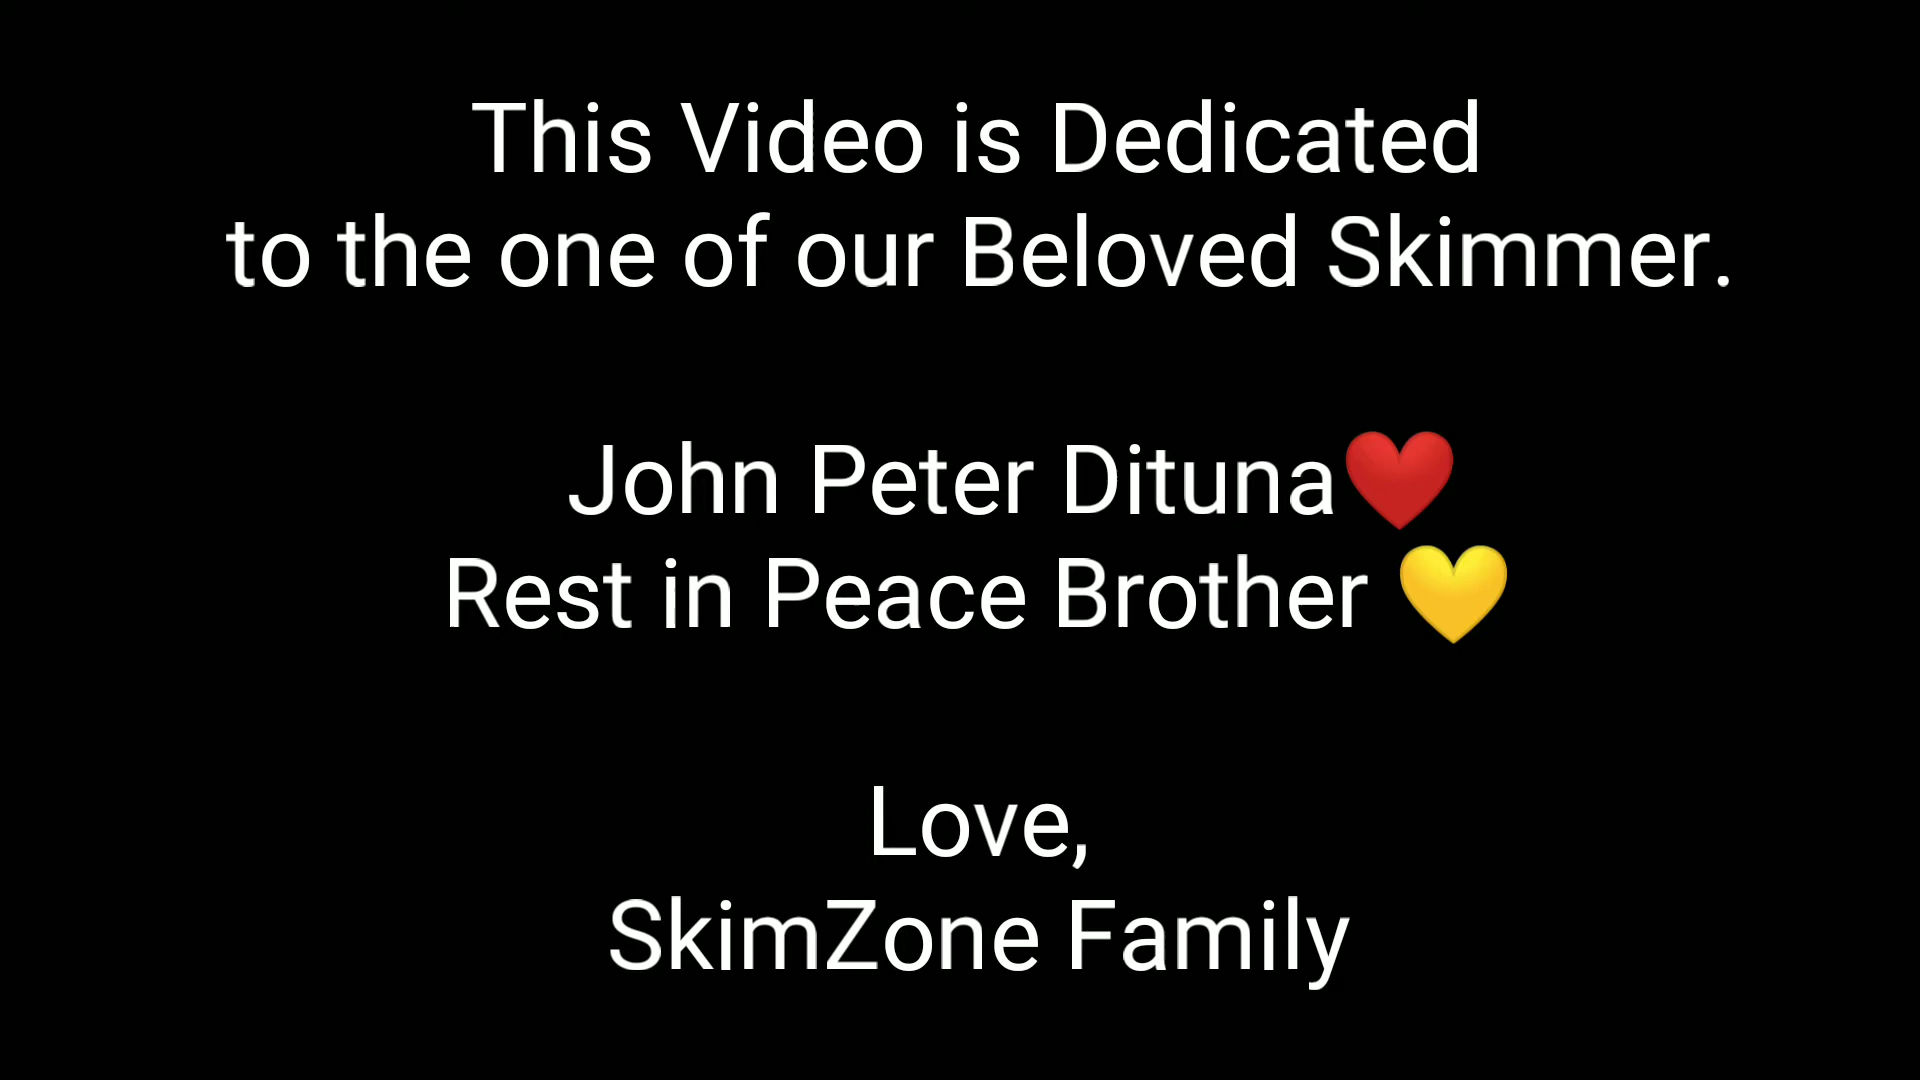 This Video is Dedicated
to the one of our Beloved Skimmer.
John Peter Dituna❤️
Rest in Peace Brother 💛
Love,
SkimZone Family